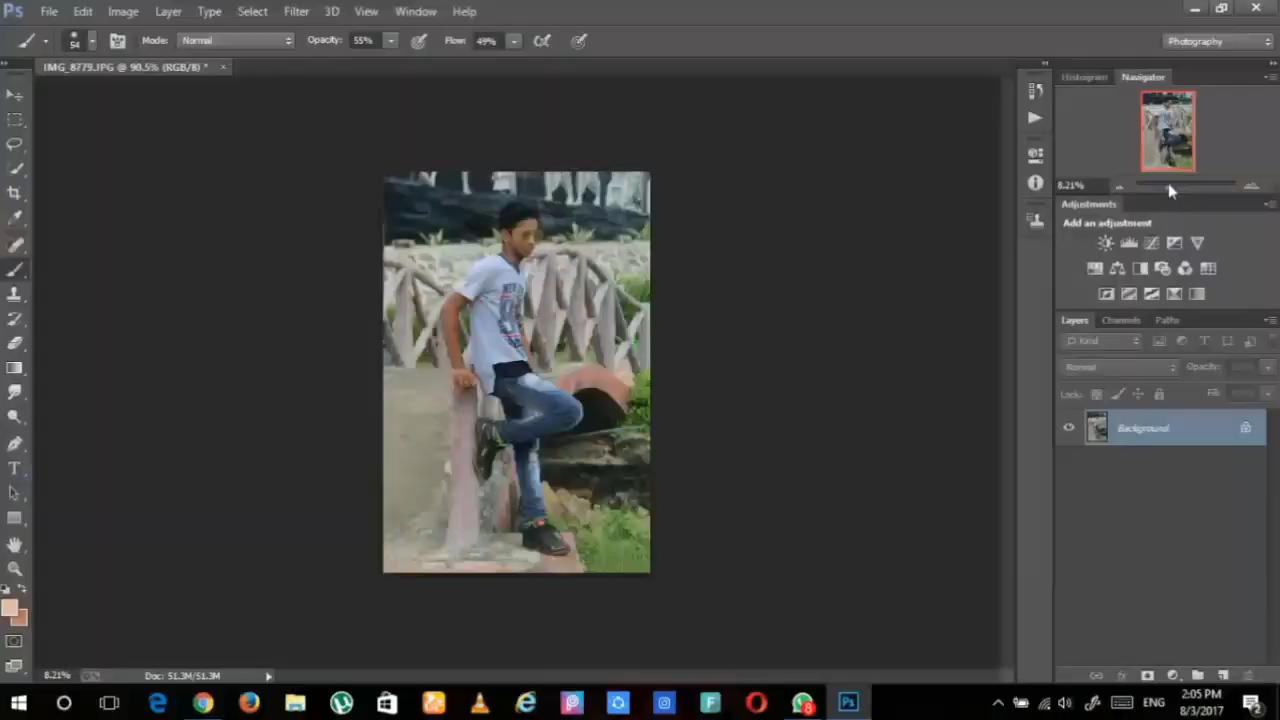 Ps File Edit Image Layer Type Select Filter 3D View Window Help
54 Mode: Normal Opacity: 55% Flow: 49% Photography
IMG_8779.JPG @ 90.5% (RGB/8) * ×
Histogram Navigator
8.21%
Adjustments
Add an adjustment
Layers Channels Paths
Kind
Normal Opacity:
Lock:
Background
8.21% Doc: 51.3M/51.3M
ENG 2:05 PM
8/3/2017